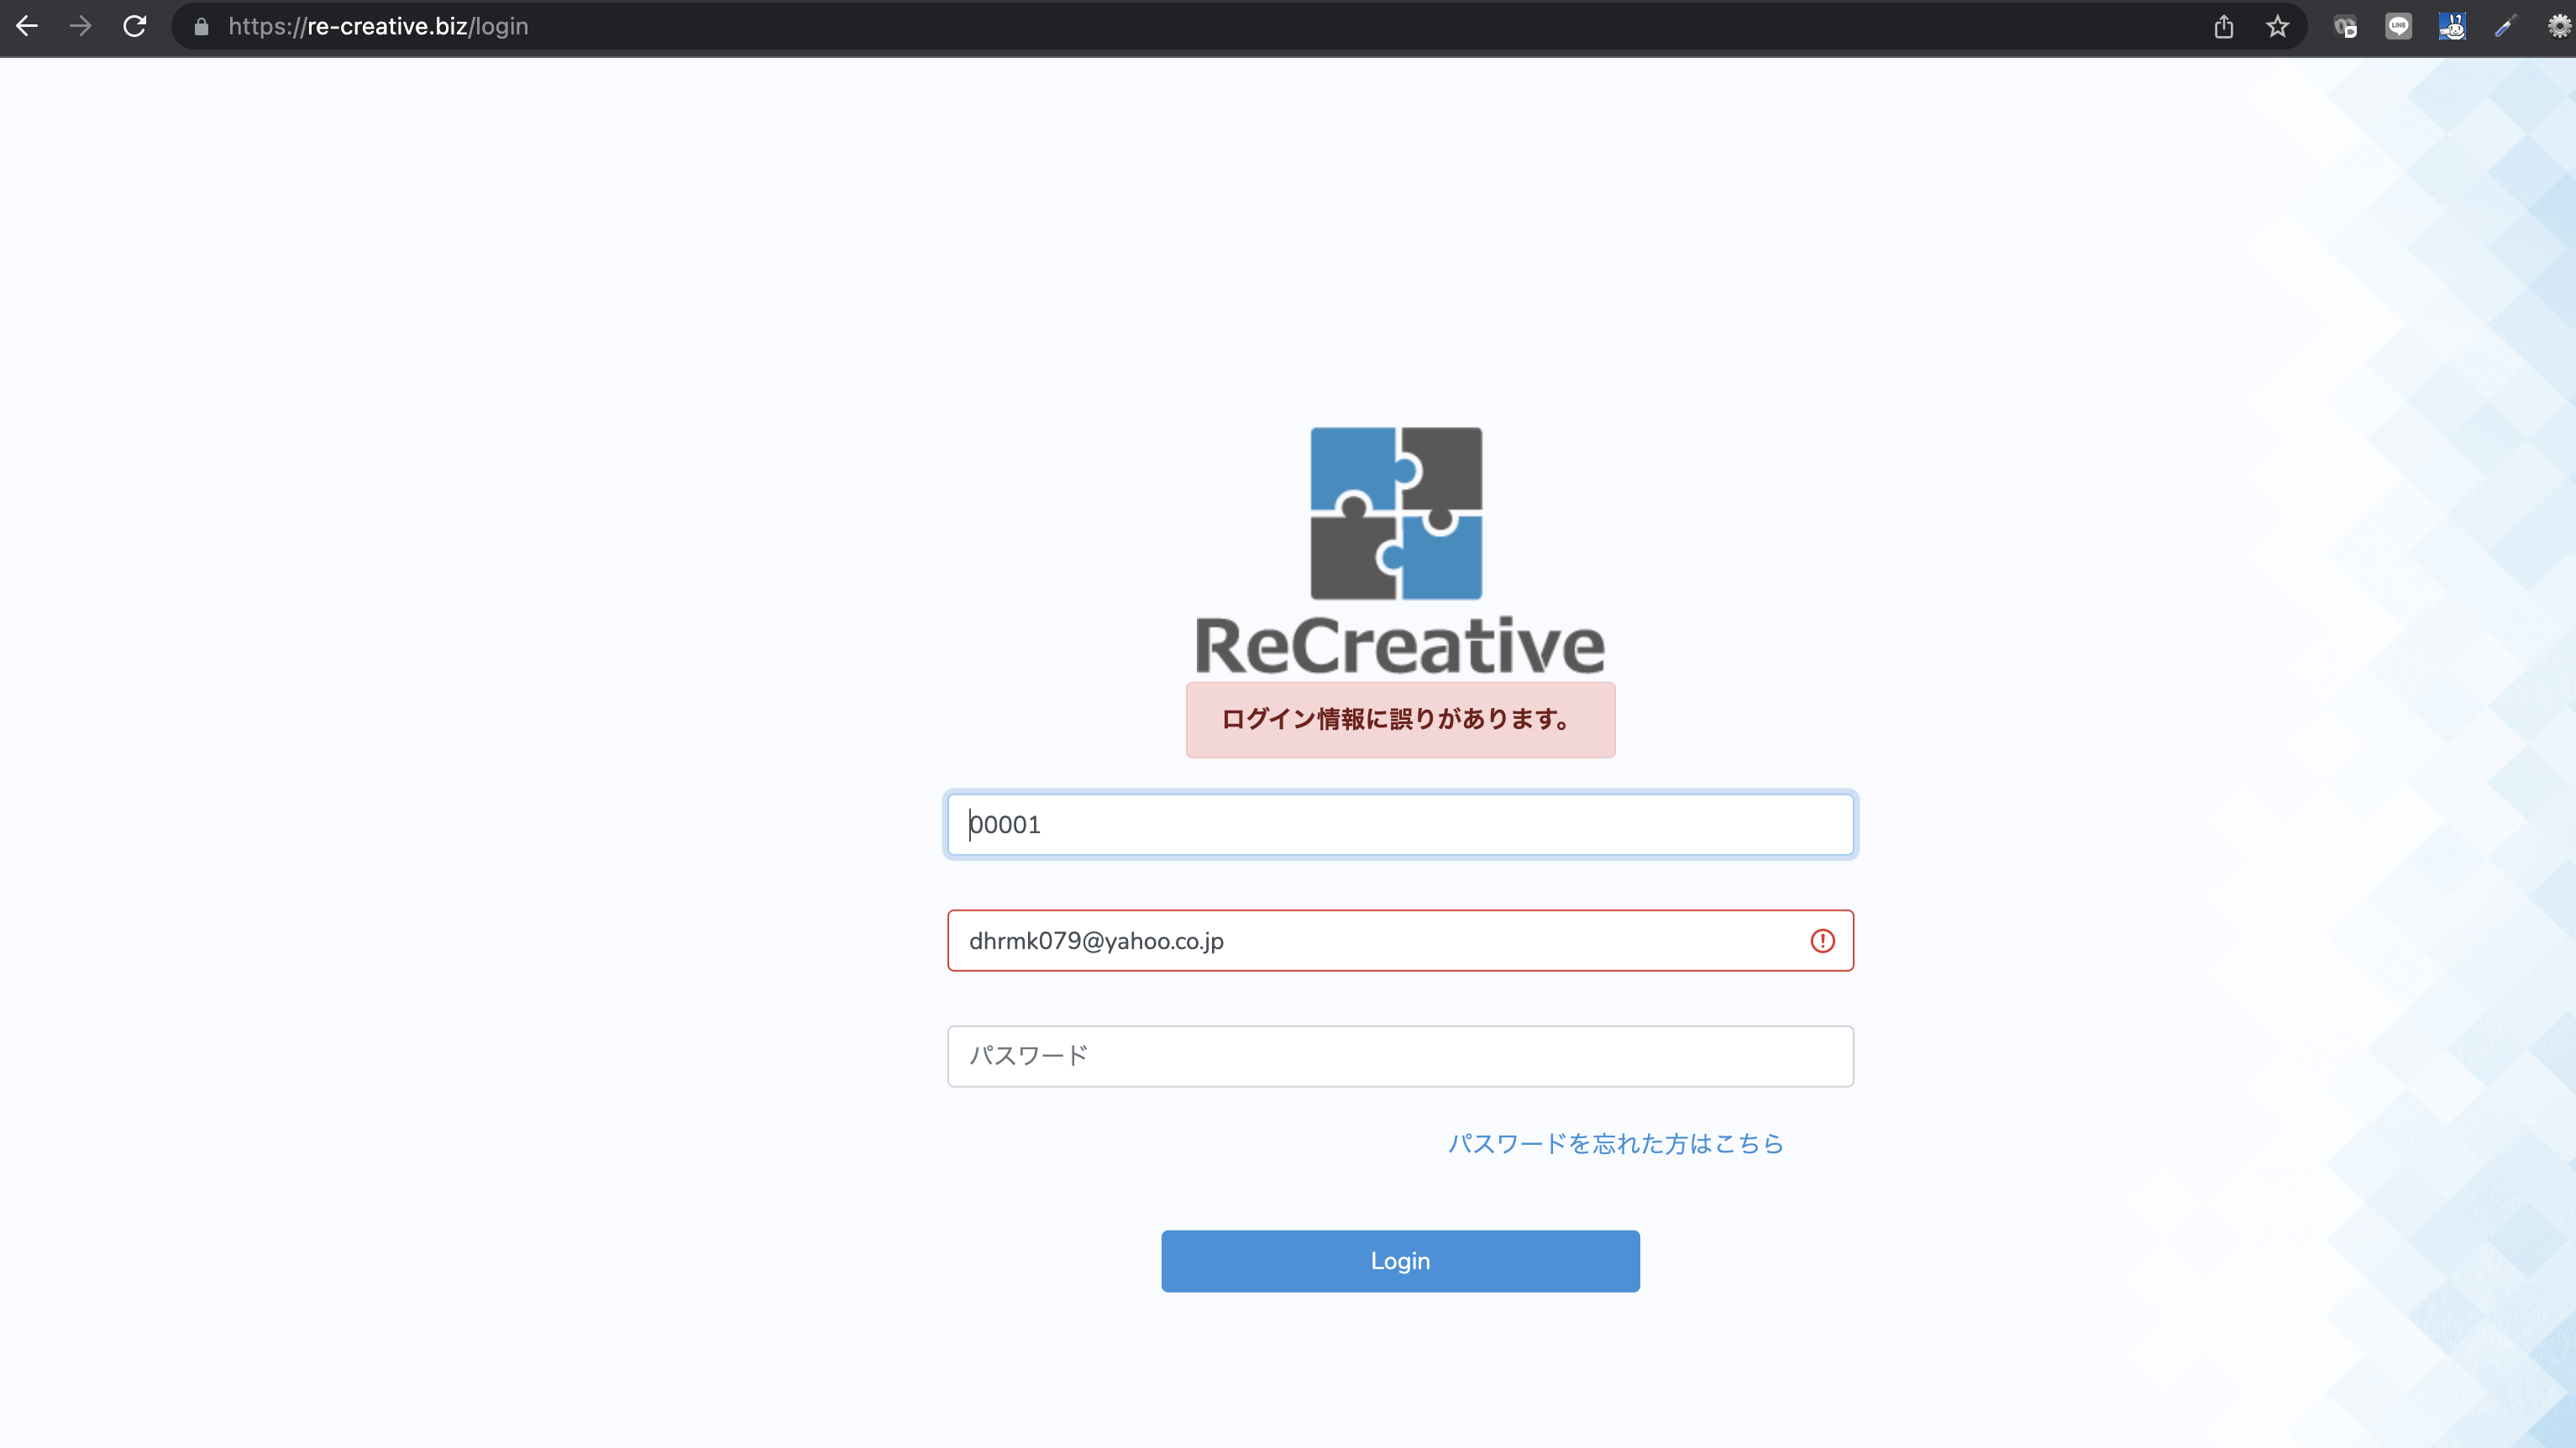 https://re-creative.biz/login
LINE
ReCreative
ログイン情報に誤りがあります。
00001
dhrmk079@yahoo.co.jp
パスワード
パスワードを忘れた方はこちら
Login